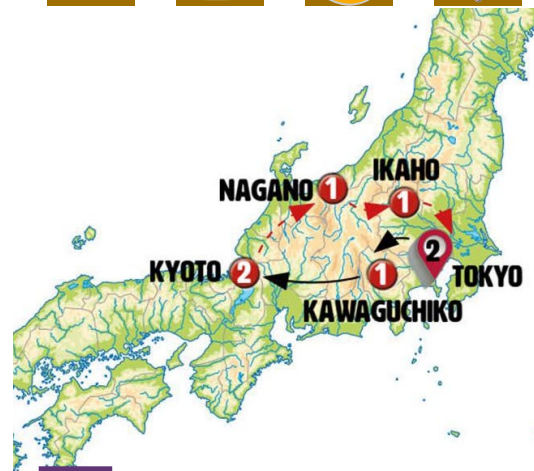 IKAHO
1
NAGANO
1
2
KYOTO
2
1
TOKYO
KAWAGUCHIKO